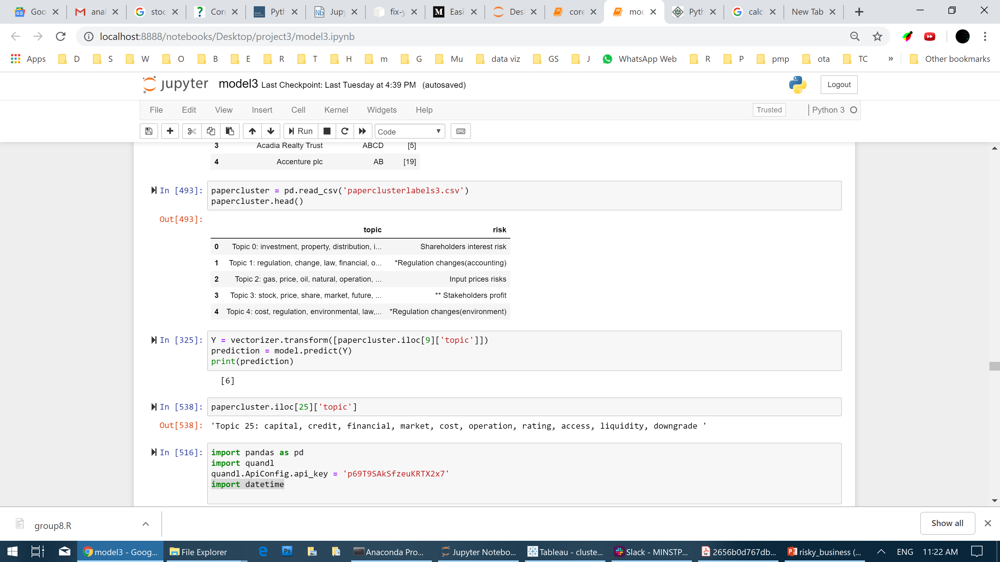 Goo
anal
stoc
Corr
Pyth
Jupy
fix-y
Easi
Desk
core
mod
Pyth
calc
New Tab
localhost:8888/notebooks/Desktop/project3/model3.ipynb
Apps D S W O B E R T H m G Mu data viz GS J WhatsApp Web R P pmp ota TC » Other bookmarks
jupyter model3 Last Checkpoint: Last Tuesday at 4:39 PM (autosaved) Logout
File Edit View Insert Cell Kernel Widgets Help Trusted Python 3
Run Code
3 Acadia Realty Trust ABCD [5]
4 Accenture plc AB [19]
In [493]: papercluster = pd.read_csv('paperclusterlabels3.csv')
papercluster.head()
Out[493]:
topic risk
0 Topic 0: investment, property, distribution, i... Shareholders interest risk
1 Topic 1: regulation, change, law, financial, o... *Regulation changes(accounting)
2 Topic 2: gas, price, oil, natural, operation, ... Input prices risks
3 Topic 3: stock, price, share, market, future, ... ** Stakeholders profit
4 Topic 4: cost, regulation, environmental, law,... *Regulation changes(environment)
In [325]: Y = vectorizer.transform([papercluster.iloc[9]['topic']])
prediction = model.predict(Y)
print(prediction)
[6]
In [538]: papercluster.iloc[25]['topic']
Out[538]: 'Topic 25: capital, credit, financial, market, cost, operation, rating, access, liquidity, downgrade '
In [516]: import pandas as pd
import quandl
quandl.ApiConfig.api_key = 'p69T9SAkSfzeuKRTX2x7'
import datetime
group8.R Show all
model3 - Goog... File Explorer Ps Anaconda Pro... Jupyter Notebo... Tableau - cluste... Slack - MINSTP... 2656b0d767db... risky_business (... ENG 11:22 AM